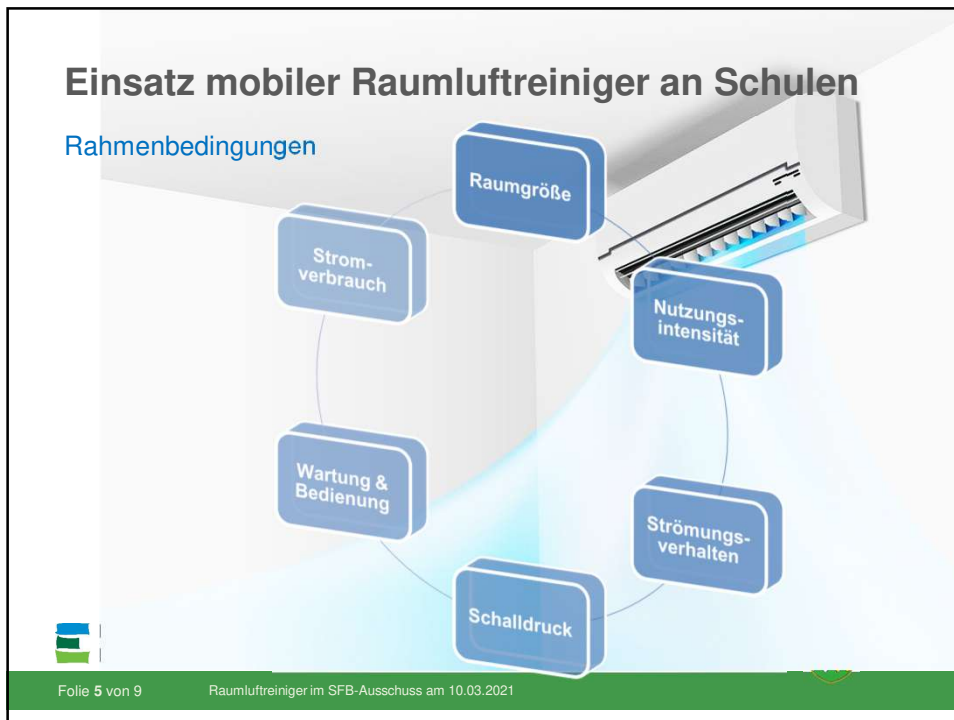 Einsatz mobiler Raumluftreiniger an Schulen
Rahmenbedingungen
Raumgröße
Nutzungs-
intensität
Strömungs-
verhalten
Schalldruck
Wartung &
Bedienung
Strom-
verbrauch
Folie 5 von 9
Raumluftreiniger im SFB-Ausschuss am 10.03.2021